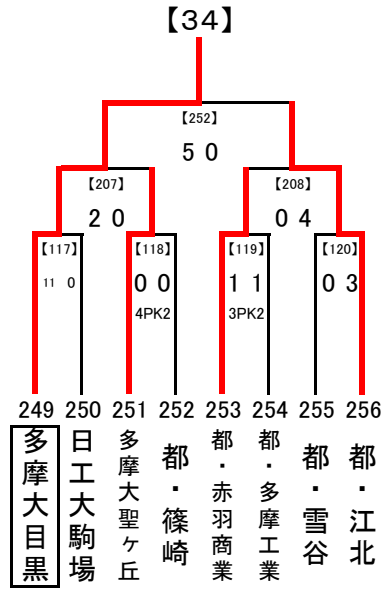 【34】
【252】
5 0
【207】
【208】
2 0
0 4
【117】
【118】
【119】
【120】
11 0
0 0
1 1
0 3
4PK2
3PK2
249 250 251 252 253 254 255 256
多摩大目黒
日工大駒場
多摩大聖ヶ丘
都・篠崎
都・赤羽商業
都・多摩工業
都・雪谷
都・江北